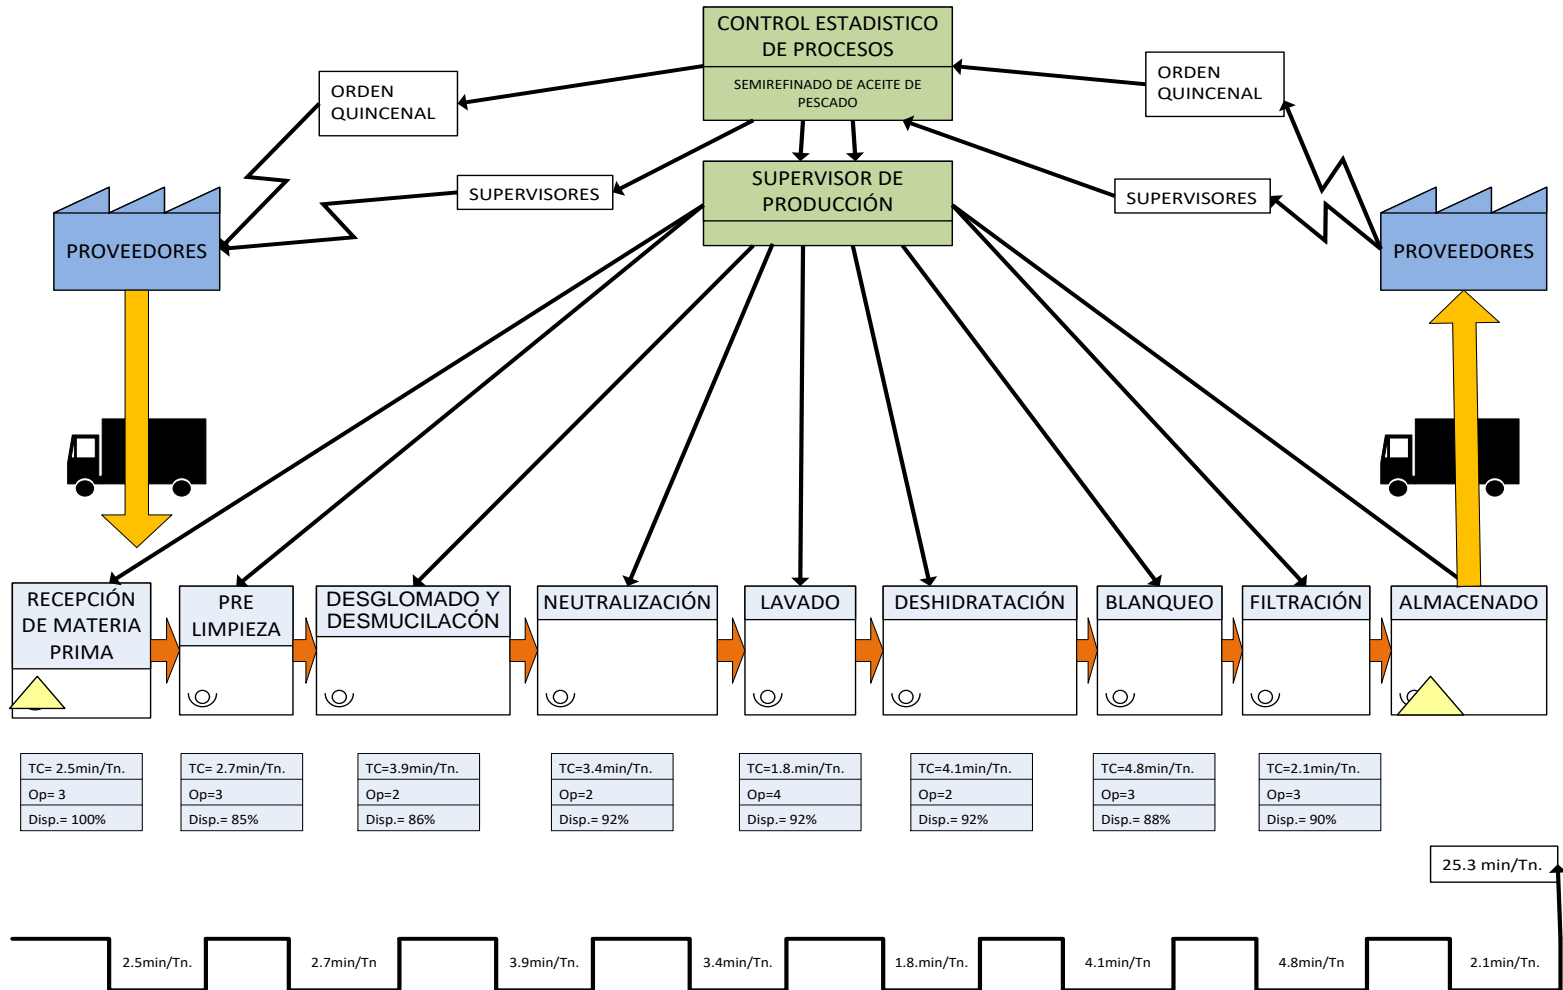 CONTROL ESTADISTICO
DE PROCESOS
SEMIREFINADO DE ACEITE DE
PESCADO
ORDEN
QUINCENAL
ORDEN
QUINCENAL
SUPERVISORES
SUPERVISOR DE
PRODUCCIÓN
SUPERVISORES
PROVEEDORES
PROVEEDORES
RECEPCIÓN
DE MATERIA
PRIMA
PRE
LIMPIEZA
DESGLOMADO Y
DESMUCILACÓN
NEUTRALIZACIÓN
LAVADO
DESHIDRATACIÓN
BLANQUEO
FILTRACIÓN
ALMACENADO
TC= 2.5min/Tn.
Op= 3
Disp.= 100%
TC= 2.7min/Tn.
Op=3
Disp.= 85%
TC=3.9min/Tn.
Op=2
Disp.= 86%
TC=3.4min/Tn.
Op=2
Disp.= 92%
TC=1.8.min/Tn.
Op=4
Disp.= 92%
TC=4.1min/Tn.
Op=2
Disp.= 92%
TC=4.8min/Tn.
Op=3
Disp.= 88%
TC=2.1min/Tn.
Op=3
Disp.= 90%
25.3 min/Tn.
2.5min/Tn.
2.7min/Tn
3.9min/Tn.
3.4min/Tn.
1.8.min/Tn.
4.1min/Tn
4.8min/Tn
2.1min/Tn.